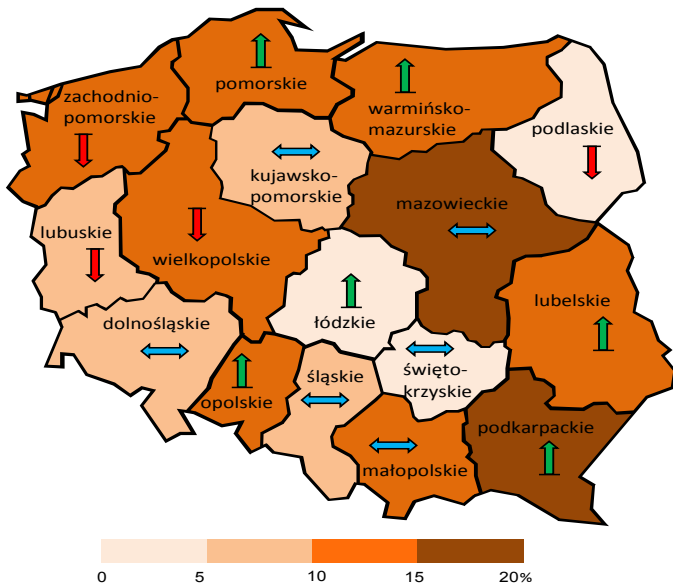 pomorskie
zachodnio-
pomorskie
warmińsko-
mazurskie
podlaskie
kujawsko-
pomorskie
mazowieckie
lubuskie
wielkopolskie
lubelskie
dolnośląskie
łódzkie
święto-
krzyskie
śląskie
opolskie
podkarpackie
małopolskie
0 5 10 15 20%